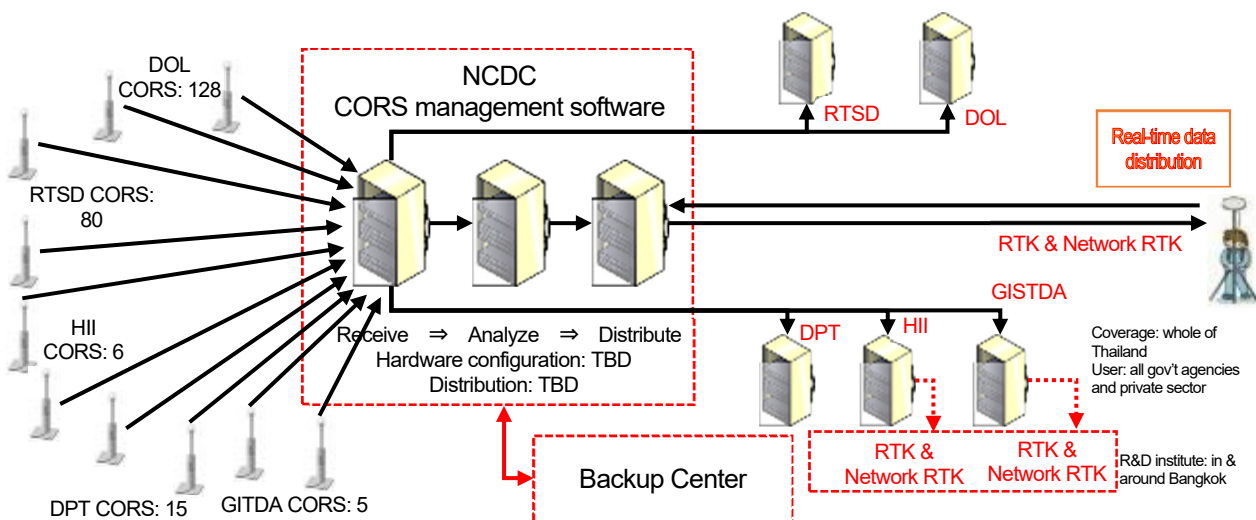 DOL
CORS: 128
NCDC
CORS management software
RTSD
DOL
Real-time data
distribution
RTSD CORS:
80
RTK & Network RTK
GISTDA
HII
CORS: 6
Receive ⇒ Analyze ⇒ Distribute
Hardware configuration: TBD
Distribution: TBD
DPT
HII
Coverage: whole of
Thailand
User: all gov't agencies
and private sector
RTK &
Network RTK
RTK &
Network RTK
R&D institute: in &
around Bangkok
Backup Center
DPT CORS: 15
GITDA CORS: 5